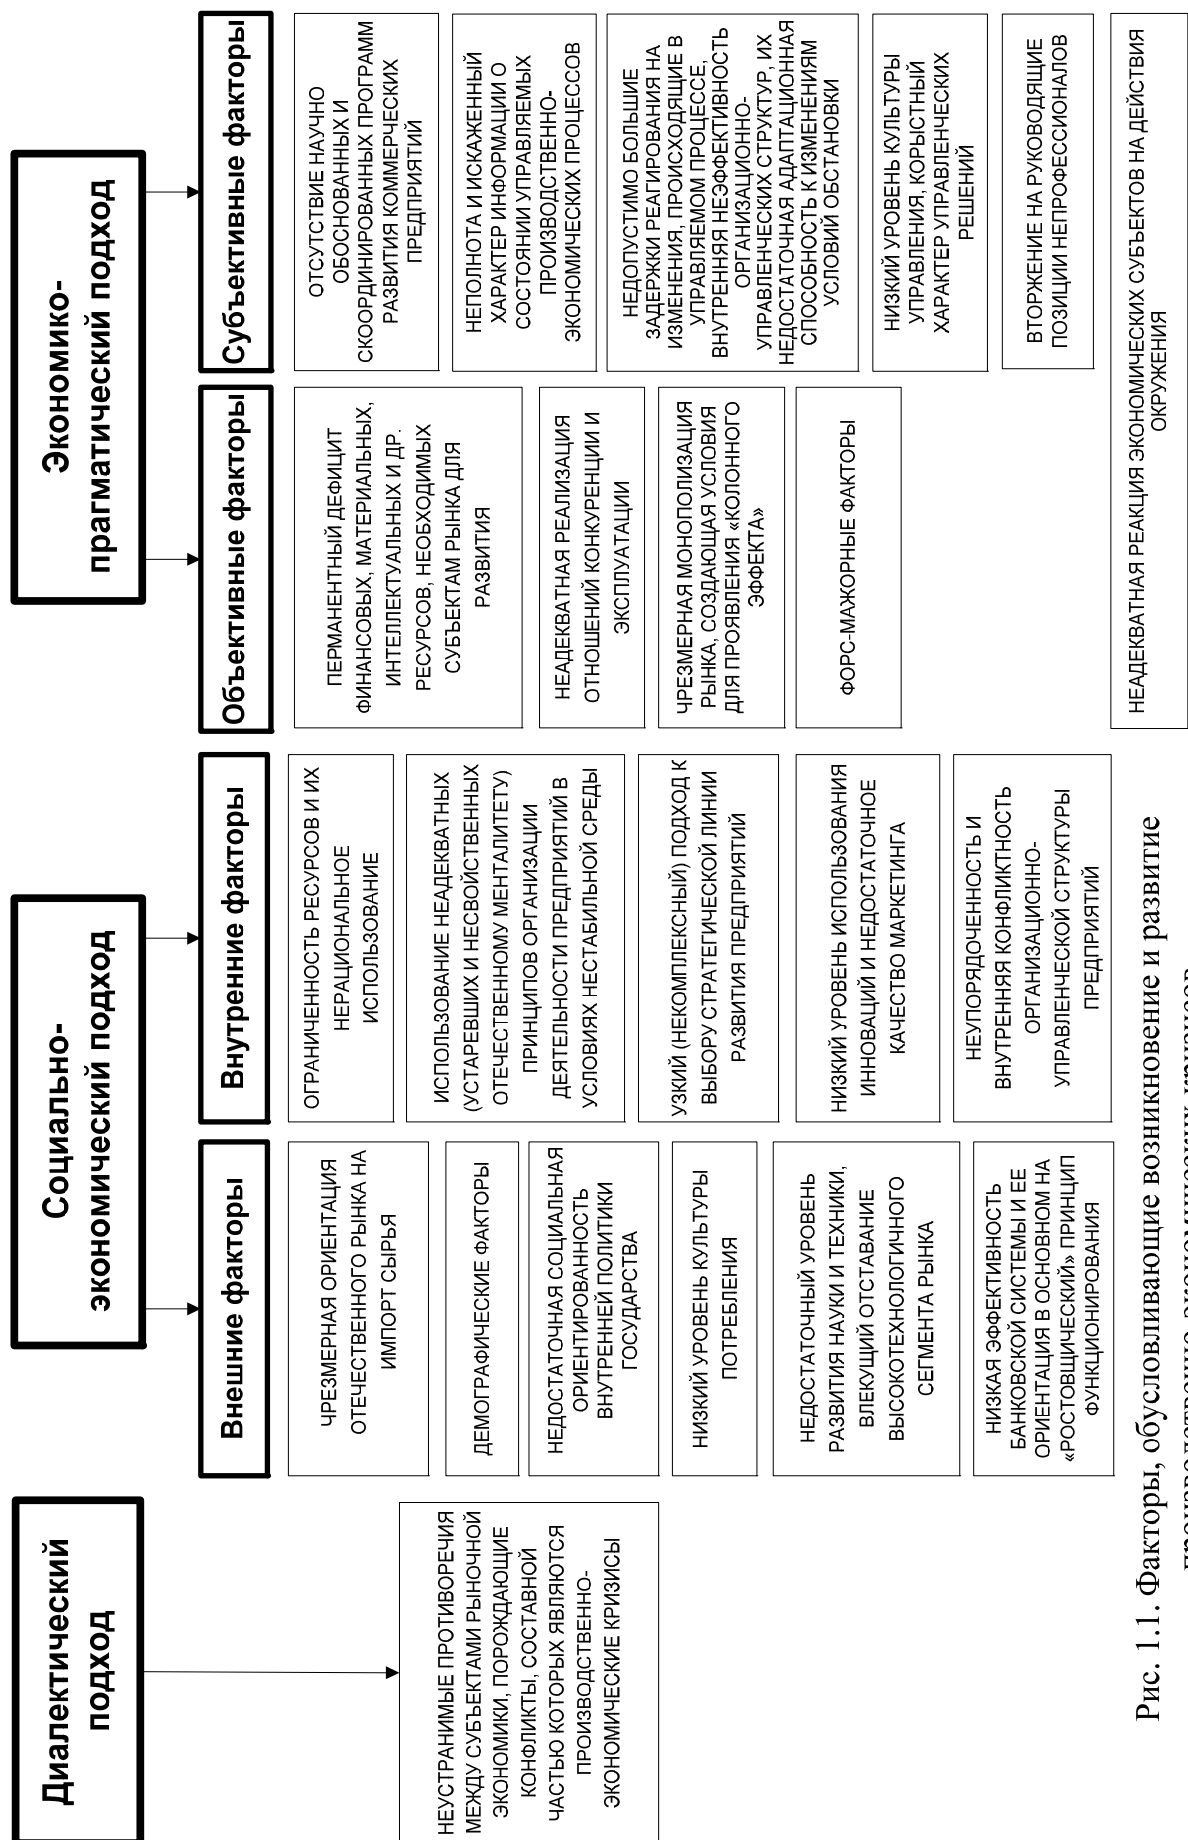 Диалектический
подход
НЕУСТРАНИМЫЕ ПРОТИВОРЕЧИЯ
МЕЖДУ СУБЪЕКТАМИ РЫНОЧНОЙ
ЭКОНОМИКИ, ПОРОЖДАЮЩИЕ
КОНФЛИКТЫ, СОСТАВНОЙ
ЧАСТЬЮ КОТОРЫХ ЯВЛЯЮТСЯ
ПРОИЗВОДСТВЕННО-
ЭКОНОМИЧЕСКИЕ КРИЗИСЫ
Социально-
экономический подход
Внешние факторы
ЧРЕЗМЕРНАЯ ОРИЕНТАЦИЯ
ОТЕЧЕСТВЕННОГО РЫНКА НА
ИМПОРТ СЫРЬЯ
ДЕМОГРАФИЧЕСКИЕ ФАКТОРЫ
НЕДОСТАТОЧНАЯ СОЦИАЛЬНАЯ
ОРИЕНТИРОВАННОСТЬ
ВНУТРЕННЕЙ ПОЛИТИКИ
ГОСУДАРСТВА
НИЗКИЙ УРОВЕНЬ КУЛЬТУРЫ
ПОТРЕБЛЕНИЯ
НЕДОСТАТОЧНЫЙ УРОВЕНЬ
РАЗВИТИЯ НАУКИ И ТЕХНИКИ,
ВЛЕКУЩИЙ ОТСТАВАНИЕ
ВЫСОКОТЕХНОЛОГИЧНОГО
СЕГМЕНТА РЫНКА
НИЗКАЯ ЭФФЕКТИВНОСТЬ
БАНКОВСКОЙ СИСТЕМЫ И ЕЕ
ОРИЕНТАЦИЯ В ОСНОВНОМ НА
«РОСТОВЩИЧЕСКИЙ» ПРИНЦИП
ФУНКЦИОНИРОВАНИЯ
Внутренние факторы
ОГРАНИЧЕННОСТЬ РЕСУРСОВ И ИХ
НЕРАЦИОНАЛЬНОЕ
ИСПОЛЬЗОВАНИЕ
ИСПОЛЬЗОВАНИЕ НЕАДЕКВАТНЫХ
(УСТАРЕВШИХ И НЕСВОЙСТВЕННЫХ
ОТЕЧЕСТВЕННОМУ МЕНТАЛИТЕТУ)
ПРИНЦИПОВ ОРГАНИЗАЦИИ
ДЕЯТЕЛЬНОСТИ ПРЕДПРИЯТИЙ В
УСЛОВИЯХ НЕСТАБИЛЬНОЙ СРЕДЫ
УЗКИЙ (НЕКОМПЛЕКСНЫЙ) ПОДХОД К
ВЫБОРУ СТРАТЕГИЧЕСКОЙ ЛИНИИ
РАЗВИТИЯ ПРЕДПРИЯТИЙ
НИЗКИЙ УРОВЕНЬ ИСПОЛЬЗОВАНИЯ
ИННОВАЦИЙ И НЕДОСТАТОЧНОЕ
КАЧЕСТВО МАРКЕТИНГА
НЕУПОРЯДОЧЕННОСТЬ И
ВНУТРЕННЯЯ КОНФЛИКТНОСТЬ
ОРГАНИЗАЦИОННО-
УПРАВЛЕНЧЕСКОЙ СТРУКТУРЫ
ПРЕДПРИЯТИЙ
Экономико-
прагматический подход
Объективные факторы
ПЕРМАНЕНТНЫЙ ДЕФИЦИТ
ФИНАНСОВЫХ, МАТЕРИАЛЬНЫХ,
ИНТЕЛЛЕКТУАЛЬНЫХ И ДР.
РЕСУРСОВ, НЕОБХОДИМЫХ
СУБЪЕКТАМ РЫНКА ДЛЯ
РАЗВИТИЯ
НЕАДЕКВАТНАЯ РЕАЛИЗАЦИЯ
ОТНОШЕНИЙ КОНКУРЕНЦИИ И
ЭКСПЛУАТАЦИИ
ЧРЕЗМЕРНАЯ МОНОПОЛИЗАЦИЯ
РЫНКА, СОЗДАЮЩАЯ УСЛОВИЯ
ДЛЯ ПРОЯВЛЕНИЯ «КОЛОННОГО
ЭФФЕКТА»
ФОРС-МАЖОРНЫЕ ФАКТОРЫ
Субъективные факторы
ОТСУТСТВИЕ НАУЧНО
ОБОСНОВАННЫХ И
СКООРДИНИРОВАННЫХ ПРОГРАММ
РАЗВИТИЯ КОММЕРЧЕСКИХ
ПРЕДПРИЯТИЙ
НЕПОЛНОТА И ИСКАЖЕННЫЙ
ХАРАКТЕР ИНФОРМАЦИИ О
СОСТОЯНИИ УПРАВЛЯЕМЫХ
ПРОИЗВОДСТВЕННО-
ЭКОНОМИЧЕСКИХ ПРОЦЕССОВ
НЕДОПУСТИМО БОЛЬШИЕ
ЗАДЕРЖКИ РЕАГИРОВАНИЯ НА
ИЗМЕНЕНИЯ, ПРОИСХОДЯЩИЕ В
УПРАВЛЯЕМОМ ПРОЦЕССЕ,
ВНУТРЕННЯЯ НЕЭФФЕКТИВНОСТЬ
ОРГАНИЗАЦИОННО-
УПРАВЛЕНЧЕСКИХ СТРУКТУР, ИХ
НЕДОСТАТОЧНАЯ АДАПТАЦИОННАЯ
СПОСОБНОСТЬ К ИЗМЕНЕНИЯМ
УСЛОВИЙ ОБСТАНОВКИ
НИЗКИЙ УРОВЕНЬ КУЛЬТУРЫ
УПРАВЛЕНИЯ, КОРЫСТНЫЙ
ХАРАКТЕР УПРАВЛЕНЧЕСКИХ
РЕШЕНИЙ
ВТОРЖЕНИЕ НА РУКОВОДЯЩИЕ
ПОЗИЦИИ НЕПРОФЕССИОНАЛОВ
НЕАДЕКВАТНАЯ РЕАКЦИЯ ЭКОНОМИЧЕСКИХ СУБЪЕКТОВ НА ДЕЙСТВИЯ
ОКРУЖЕНИЯ
Рис. 1.1. Факторы, обусловливающие возникновение и развитие
производственно-экономических кризисов